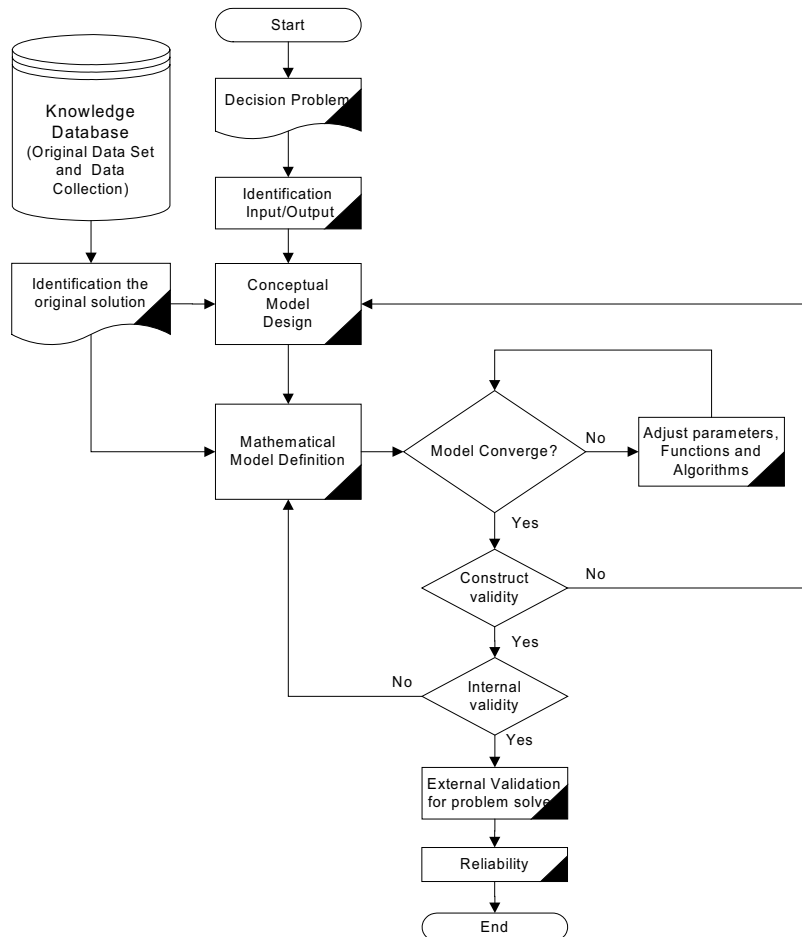 Start
Knowledge
Database
(Original Data Set
and Data
Collection)
Decision Problem
Identification
Input/Output
Identification the
original solution
Conceptual
Model
Design
Mathematical
Model Definition
Model Converge?
No
Adjust parameters,
Functions and
Algorithms
Yes
Construct
validity
No
Yes
Internal
validity
No
Yes
External Validation
for problem solve
Reliability
End